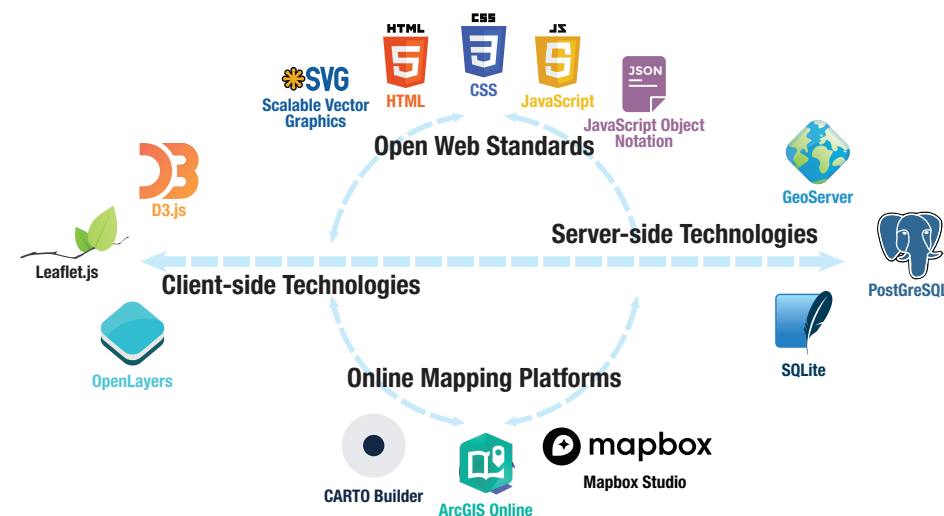 HTML
CSS
JS
SVG
Scalable Vector
Graphics
HTML
CSS
JavaScript
JSON
JavaScript Object
Notation
Open Web Standards
D3.js
GeoServer
Leaflet.js
Server-side Technologies
Client-side Technologies
PostGreSQL
OpenLayers
SQLite
Online Mapping Platforms
mapbox
CARTO Builder
ArcGIS Online
Mapbox Studio